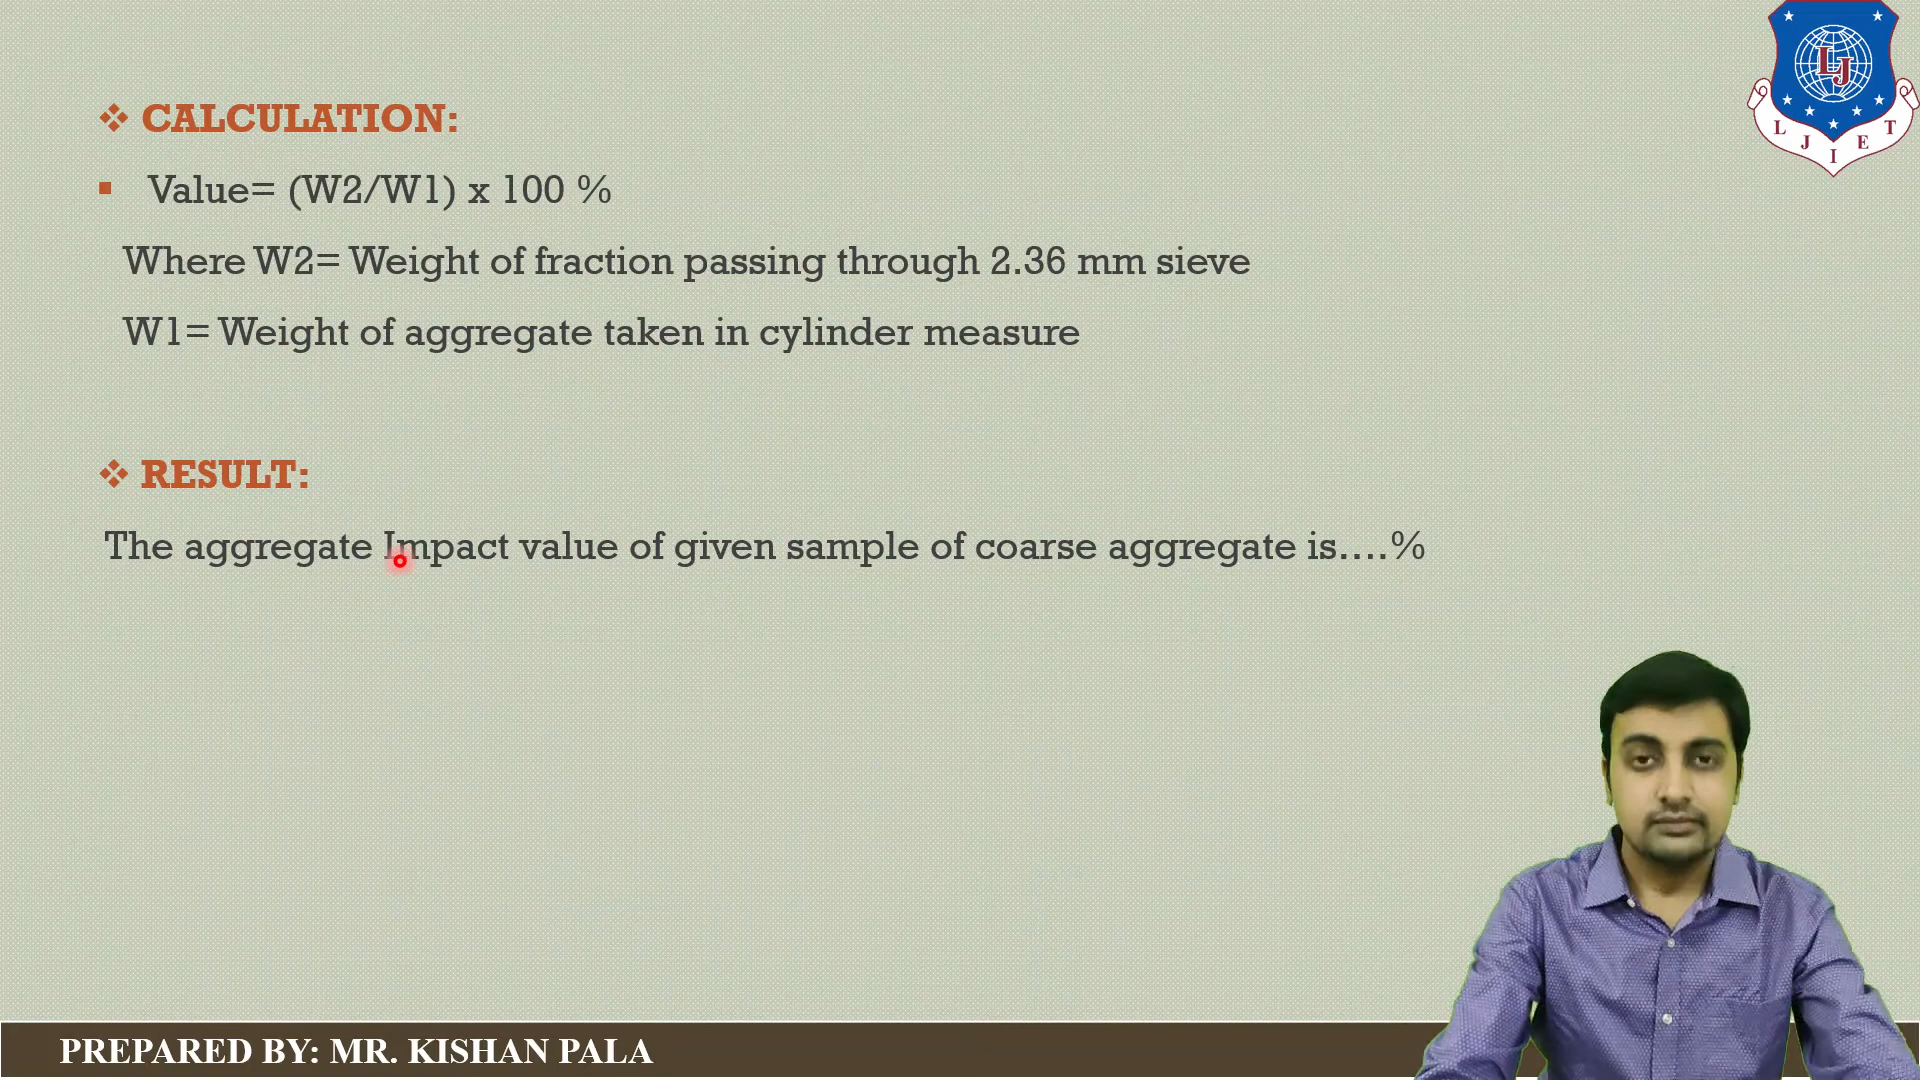 CALCULATION:
Value= (W2/W1) x 100 %
Where W2= Weight of fraction passing through 2.36 mm sieve
W1= Weight of aggregate taken in cylinder measure
RESULT:
The aggregate Impact value of given sample of coarse aggregate is....%
PREPARED BY: MR. KISHAN PALA
LJ
L J I E T